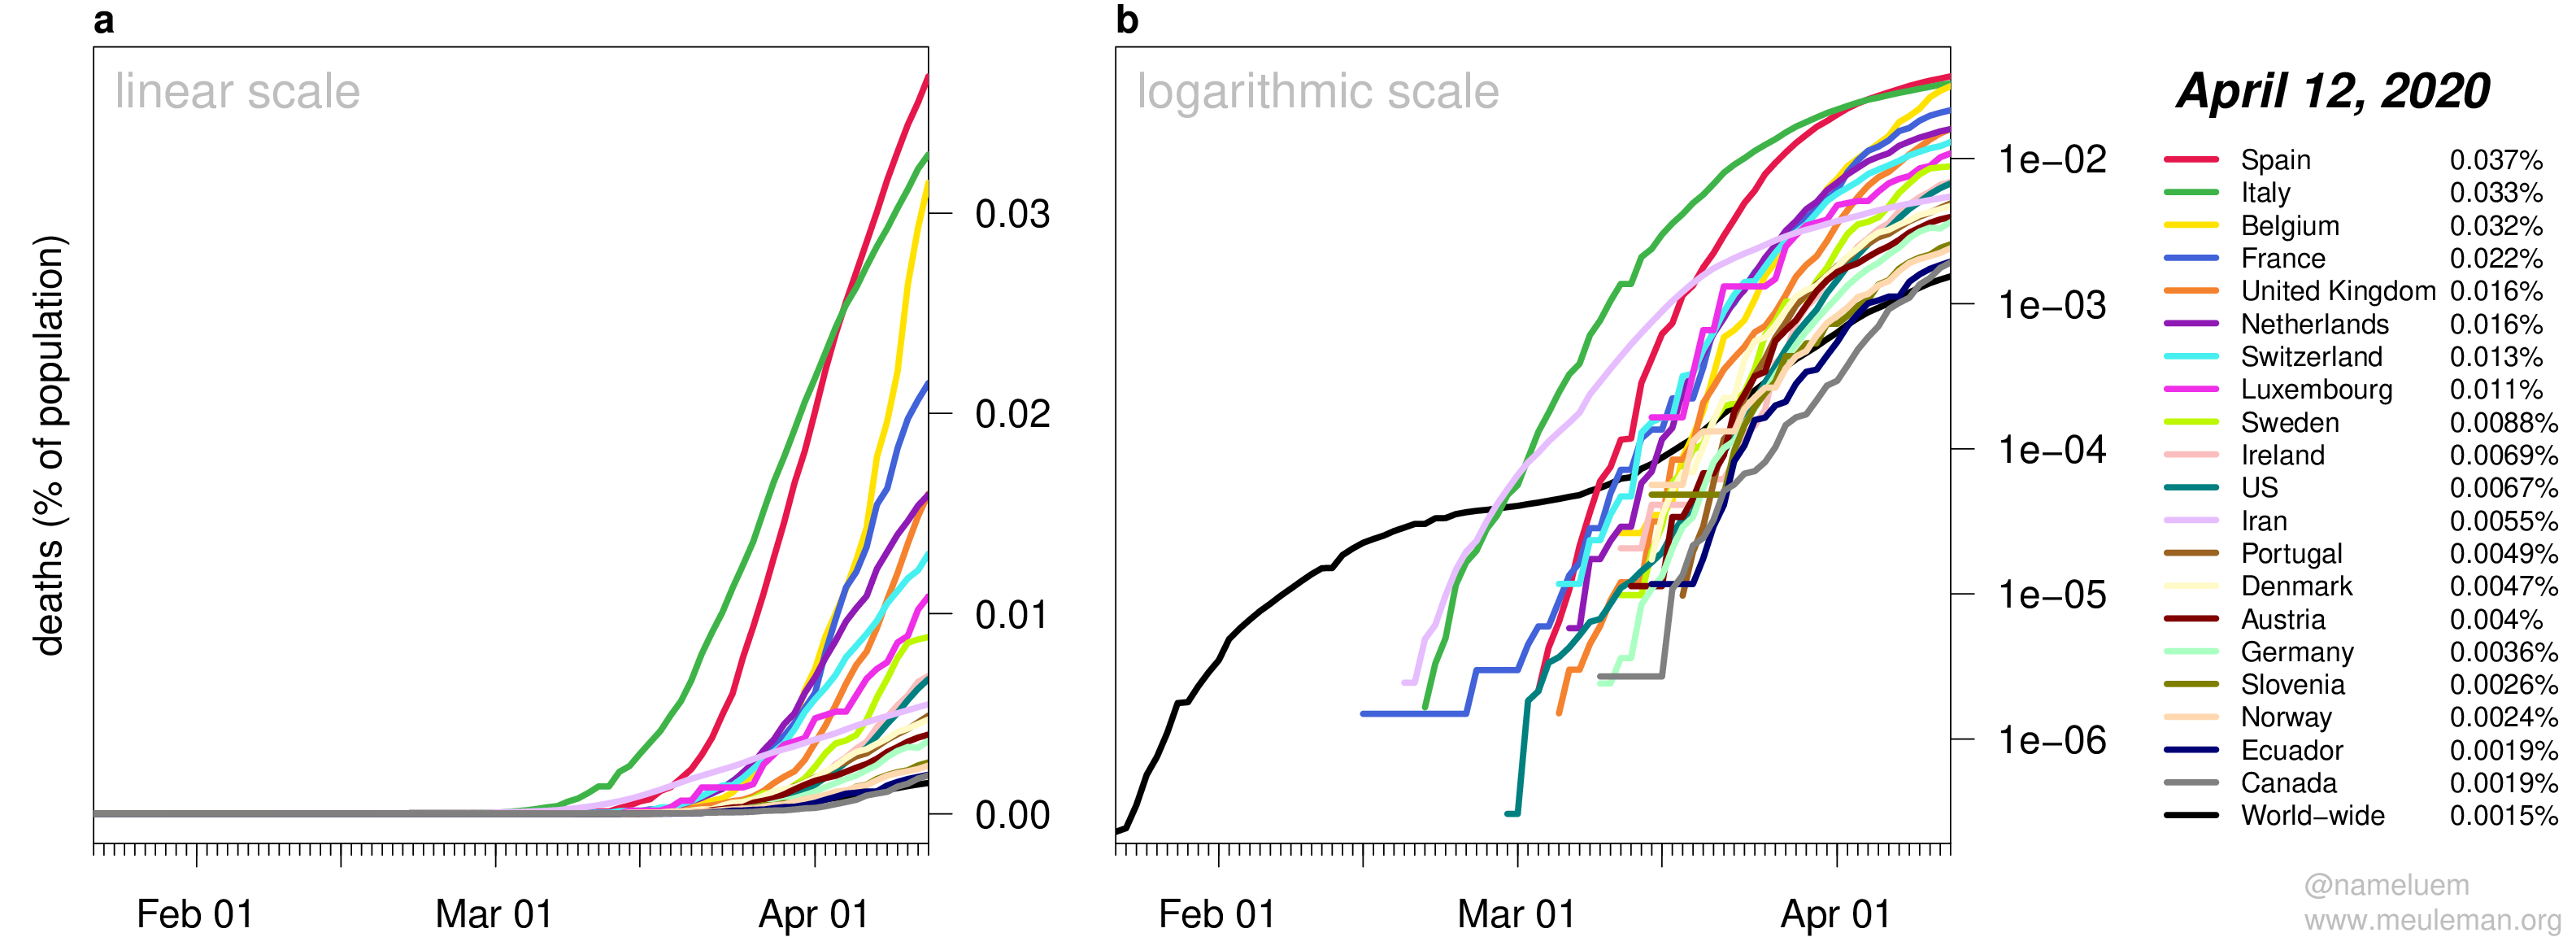 a
linear scale
deaths (% of population)
0.03
0.02
0.01
0.00
Feb 01 Mar 01 Apr 01
b
logarithmic scale
1e−02
1e−03
1e−04
1e−05
1e−06
Feb 01 Mar 01 Apr 01
April 12, 2020
Spain 0.037%
Italy 0.033%
Belgium 0.032%
France 0.022%
United Kingdom 0.016%
Netherlands 0.016%
Switzerland 0.013%
Luxembourg 0.011%
Sweden 0.0088%
Ireland 0.0069%
US 0.0067%
Iran 0.0055%
Portugal 0.0049%
Denmark 0.0047%
Austria 0.004%
Germany 0.0036%
Slovenia 0.0026%
Norway 0.0024%
Ecuador 0.0019%
Canada 0.0019%
World−wide 0.0015%
@nameluem
www.meuleman.org